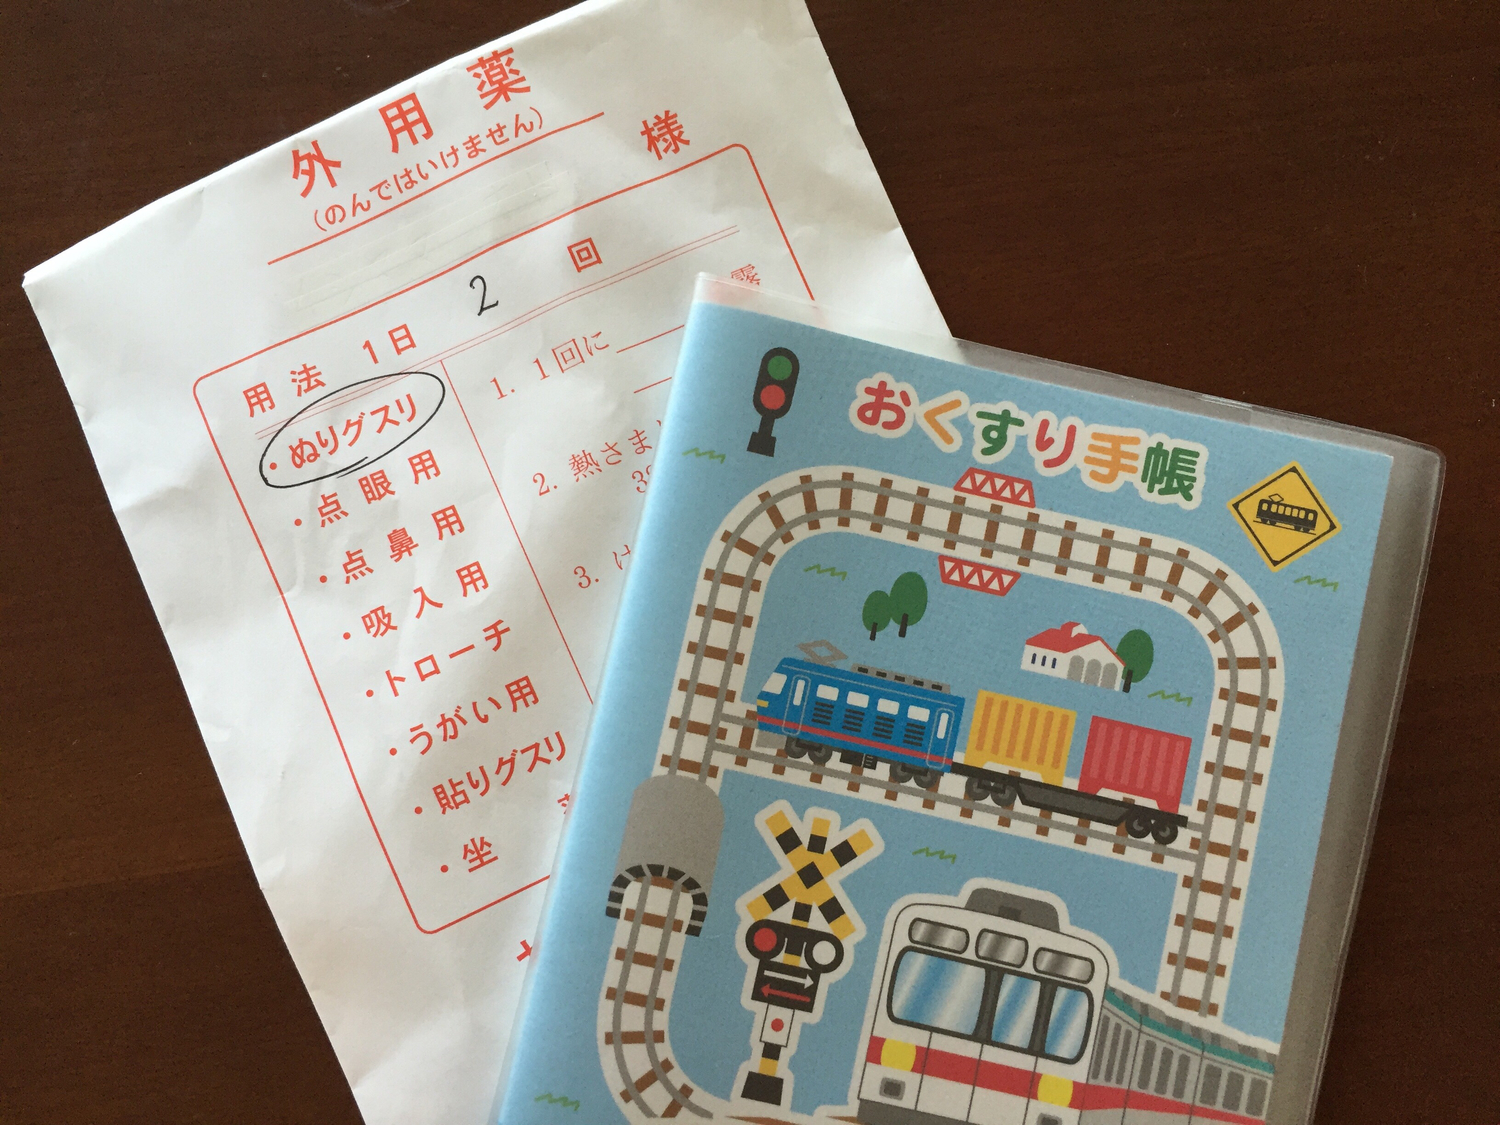 外用薬
(のんではいけません)
様
用法 1日 2 回
・ぬりグスリ
・点眼用
・点鼻用
・吸入用
・トローチ
・うがい用
・貼りグスリ
・坐
1. 1回に
2. 熱さまし
3. は
おくすり手帳